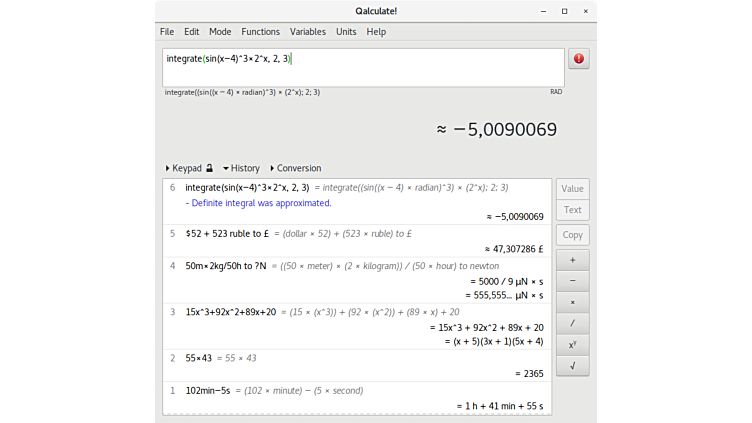 Qalculate!
File Edit Mode Functions Variables Units Help
integrate(sin(x−4)^3×2^x, 2, 3)
integrate((sin((x − 4) × radian)^3) × (2^x); 2; 3) RAD
≈ −5,0090069
Keypad History Conversion
6 integrate(sin(x−4)^3×2^x, 2, 3) = integrate((sin((x − 4) × radian)^3) × (2^x); 2; 3)
- Definite integral was approximated.
≈ −5,0090069
5 $52 + 523 ruble to £ = (dollar × 52) + (523 × ruble) to £
≈ 47,307286 £
4 50m×2kg/50h to ?N = ((50 × meter) × (2 × kilogram)) / (50 × hour) to newton
= 5000 / 9 µN × s
= 555,555... µN × s
3 15x^3+92x^2+89x+20 = (15 × (x^3)) + (92 × (x^2)) + (89 × x) + 20
= 15x^3 + 92x^2 + 89x + 20
= (x + 5)(3x + 1)(5x + 4)
2 55×43 = 55 × 43
= 2365
1 102min−5s = (102 × minute) − (5 × second)
= 1 h + 41 min + 55 s
Value
Text
Copy
+
−
×
/
xʸ
√